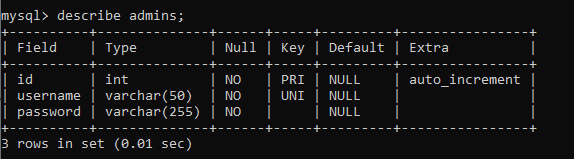 mysql> describe admins;
+----------+--------------+------+-----+---------+----------------+
| Field    | Type         | Null | Key | Default | Extra          |
+----------+--------------+------+-----+---------+----------------+
| id       | int          | NO   | PRI | NULL    | auto_increment |
| username | varchar(50)  | NO   | UNI | NULL    |                |
| password | varchar(255) | NO   |     | NULL    |                |
+----------+--------------+------+-----+---------+----------------+
3 rows in set (0.01 sec)